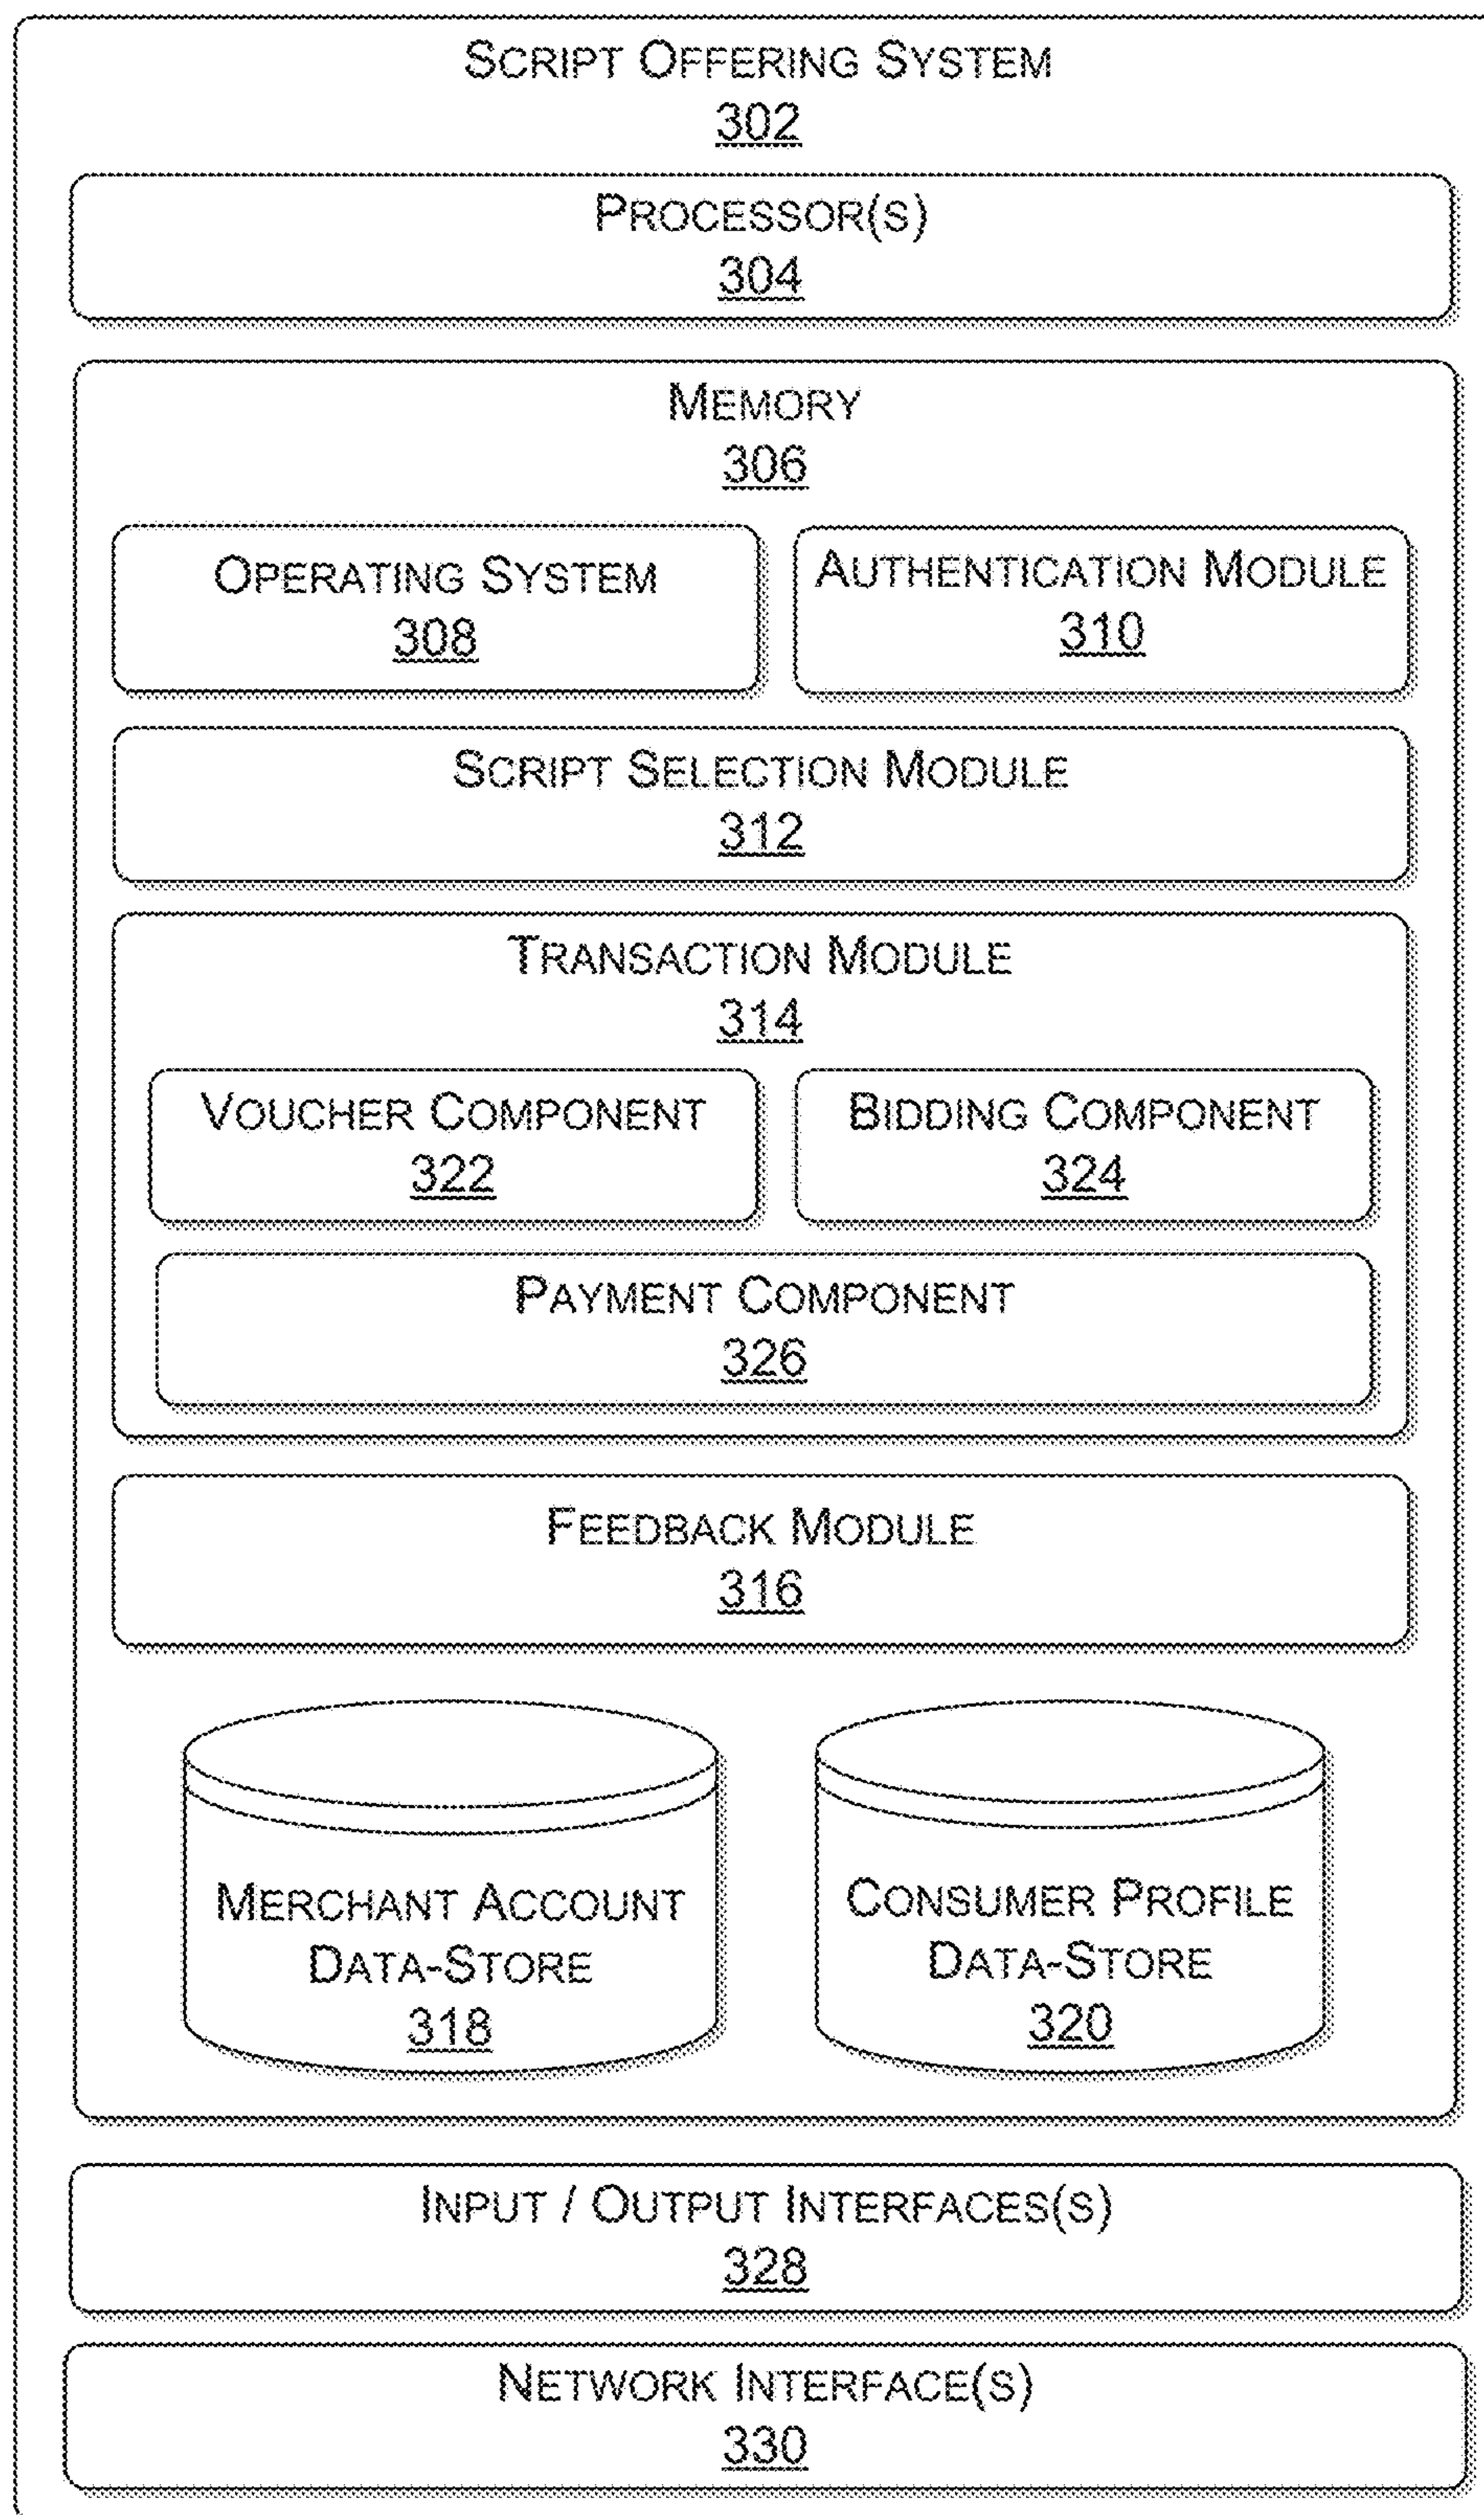 SCRIPT OFFERING SYSTEM
302
PROCESSOR(S)
304
MEMORY
306
OPERATING SYSTEM
308
AUTHENTICATION MODULE
310
SCRIPT SELECTION MODULE
312
TRANSACTION MODULE
314
VOUCHER COMPONENT
322
BIDDING COMPONENT
324
PAYMENT COMPONENT
326
FEEDBACK MODULE
316
MERCHANT ACCOUNT
DATA-STORE
318
CONSUMER PROFILE
DATA-STORE
320
INPUT / OUTPUT INTERFACES(S)
328
NETWORK INTERFACE(S)
330